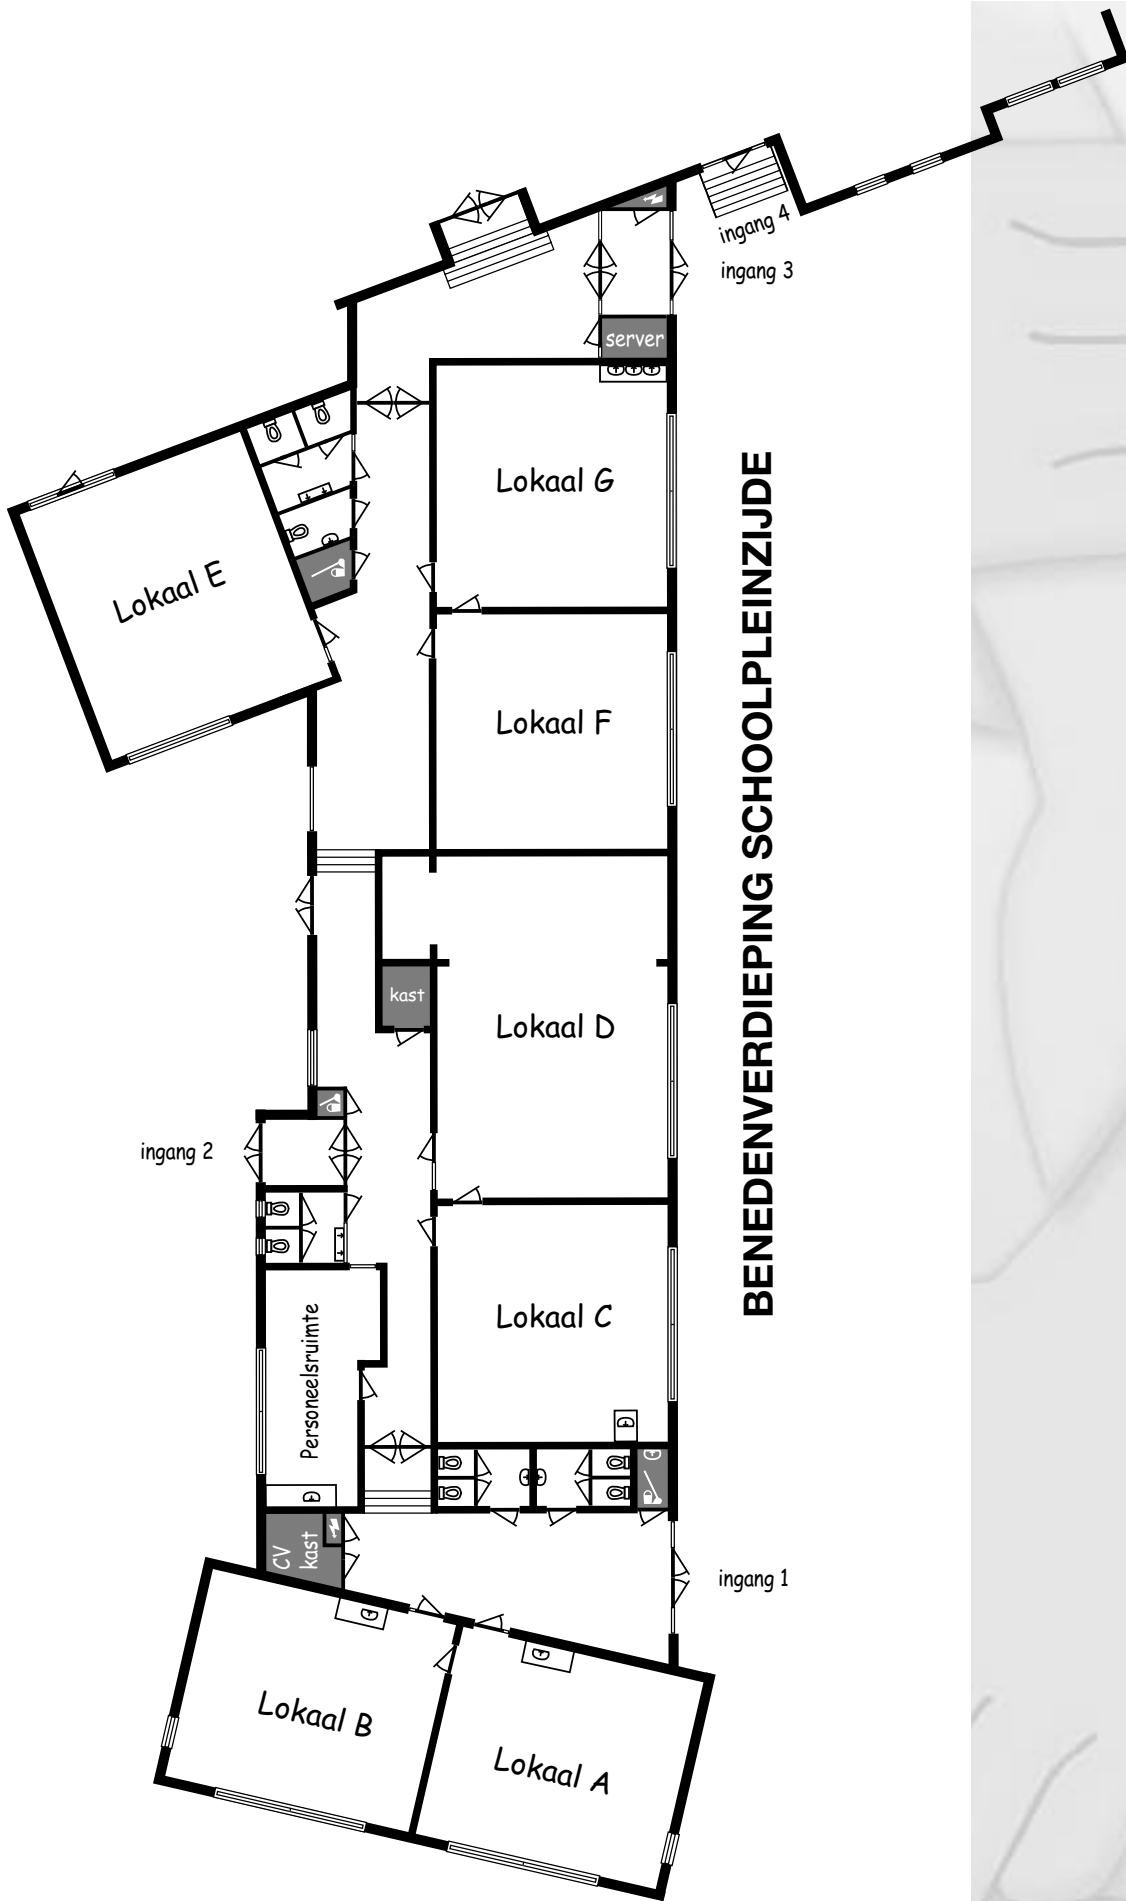 ingang 4
ingang 3
server
Lokaal G
Lokaal E
Lokaal F
BENEDENVERDIEPING SCHOOLPLEINZIJDE
kast
Lokaal D
ingang 2
Lokaal C
Personeelsruimte
CV
kast
ingang 1
Lokaal B
Lokaal A